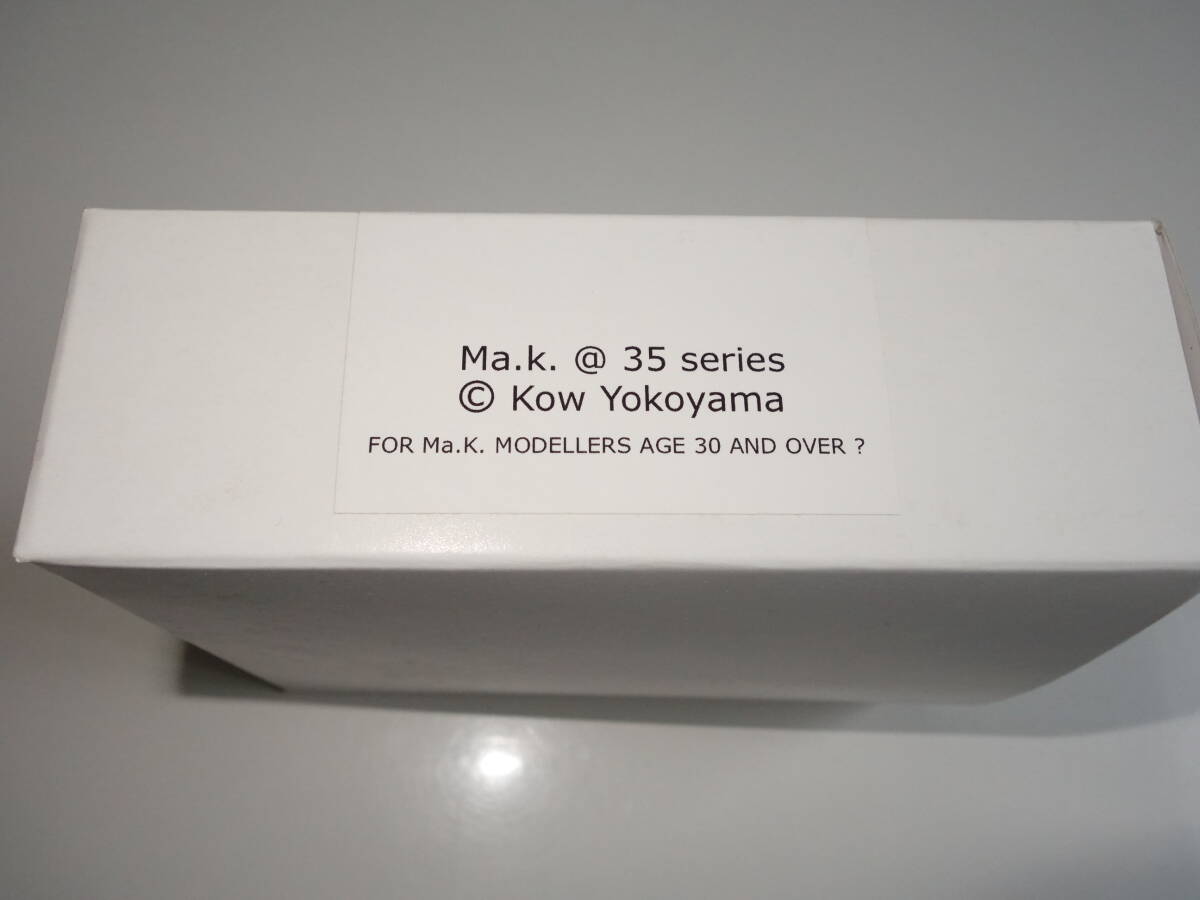 Ma.k. @ 35 series
© Kow Yokoyama
FOR Ma.K. MODELLERS AGE 30 AND OVER ?